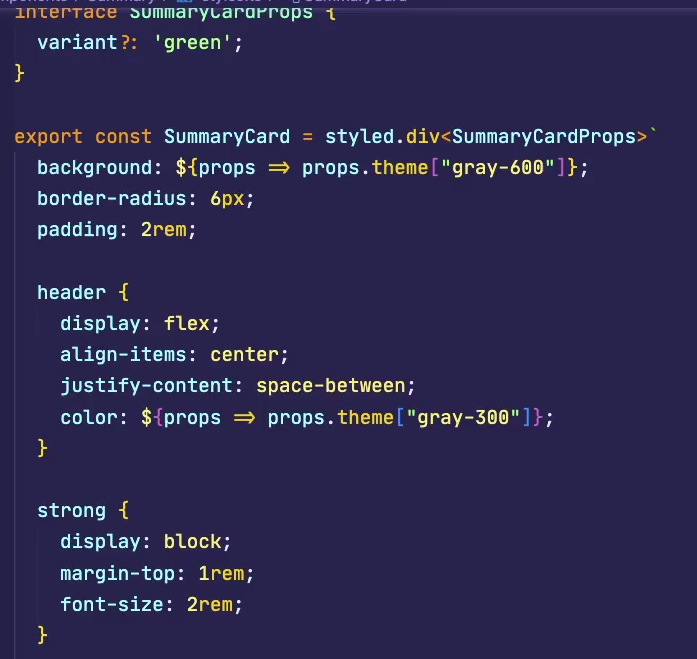 interface SummaryCardProps {
  variant?: 'green';
}

export const SummaryCard = styled.div<SummaryCardProps>`
  background: ${props => props.theme["gray-600"]};
  border-radius: 6px;
  padding: 2rem;

  header {
    display: flex;
    align-items: center;
    justify-content: space-between;
    color: ${props => props.theme["gray-300"]};
  }

  strong {
    display: block;
    margin-top: 1rem;
    font-size: 2rem;
  }